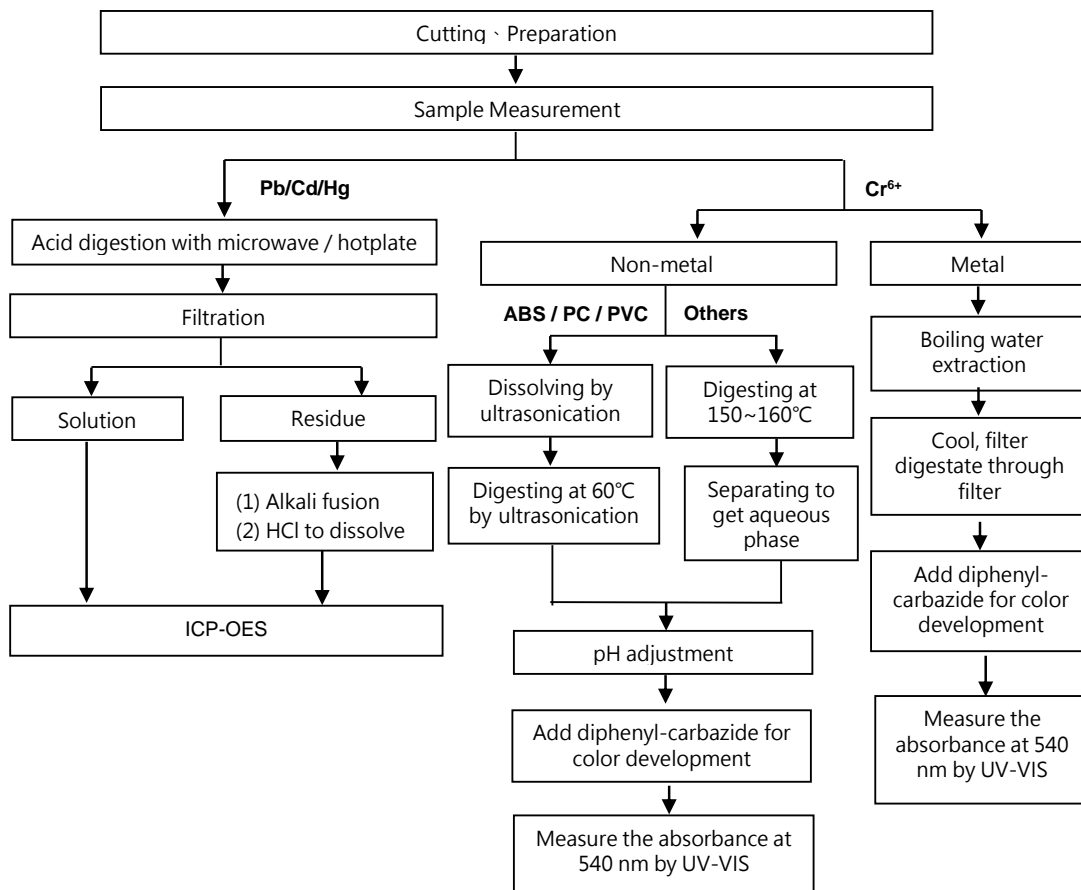 Cutting、Preparation
Sample Measurement
Pb/Cd/Hg
Cr⁶⁺
Acid digestion with microwave / hotplate
Non-metal
Metal
Filtration
ABS / PC / PVC
Others
Boiling water
extraction
Solution
Residue
Dissolving by
ultrasonication
Digesting at
150~160℃
Cool, filter
digestate through
filter
(1) Alkali fusion
(2) HCl to dissolve
Digesting at 60℃
by ultrasonication
Separating to
get aqueous
phase
Add diphenyl-
carbazide for color
development
ICP-OES
pH adjustment
Measure the
absorbance at 540
nm by UV-VIS
Add diphenyl-carbazide for
color development
Measure the absorbance at
540 nm by UV-VIS